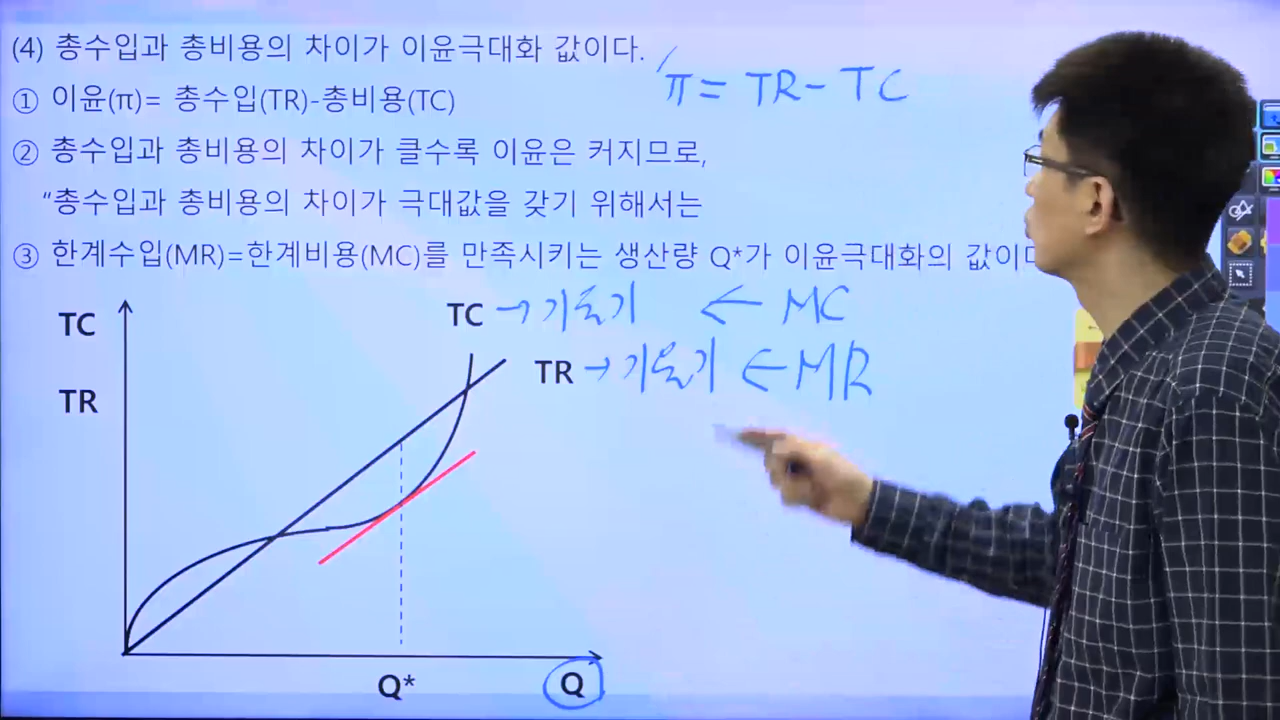 (4) 총수입과 총비용의 차이가 이윤극대화 값이다.
π = TR - TC
① 이윤(π)= 총수입(TR)-총비용(TC)
② 총수입과 총비용의 차이가 클수록 이윤은 커지므로,
“총수입과 총비용의 차이가 극대값을 갖기 위해서는
③ 한계수입(MR)=한계비용(MC)를 만족시키는 생산량 Q*가 이윤극대화의 값이
TC
TC → 기울기 ← MC
TR → 기울기 ← MR
TR
Q*
Q